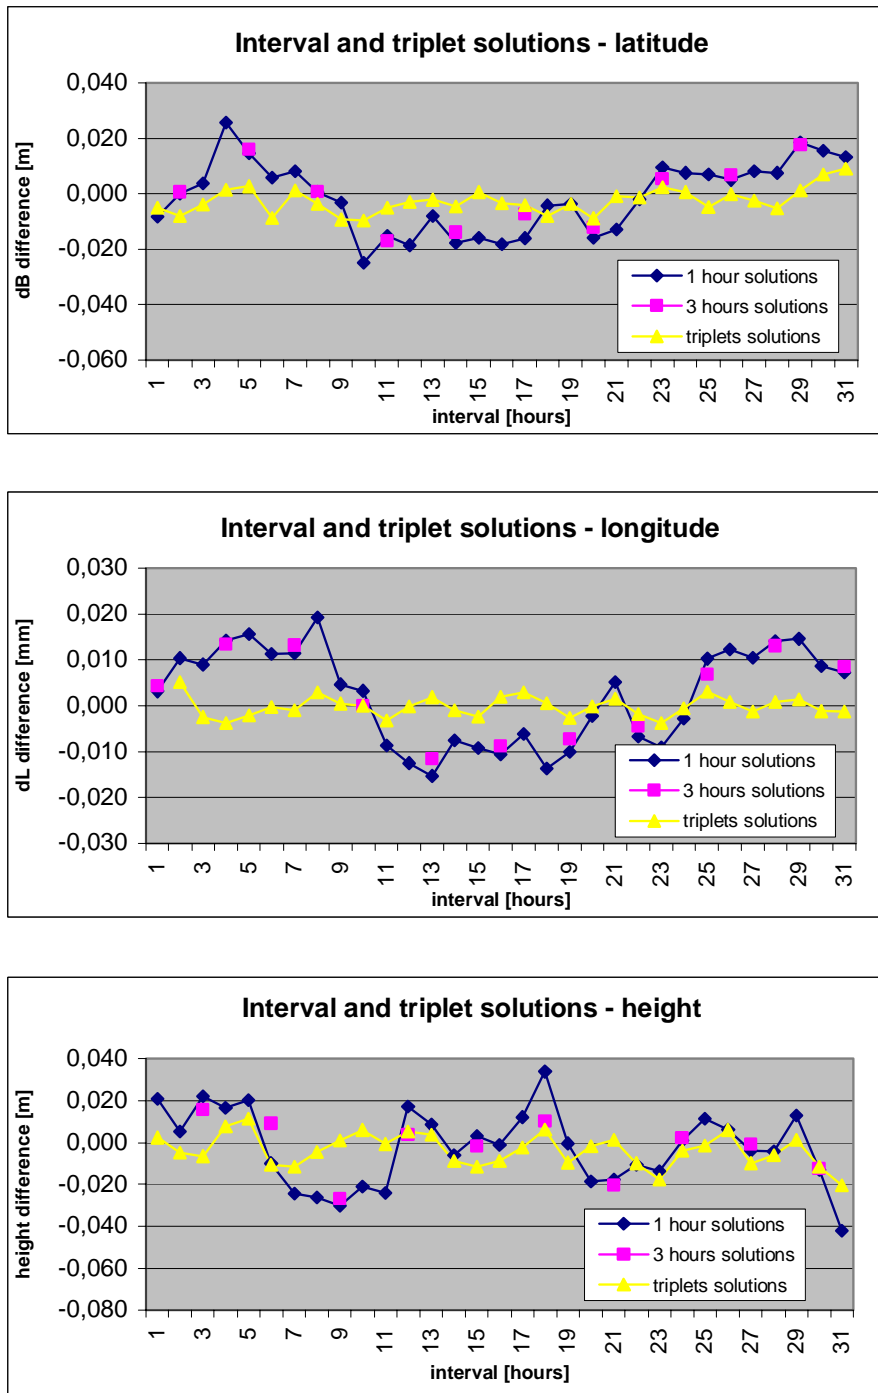 Interval and triplet solutions - latitude
0,040
0,020
0,000
-0,020
-0,040
-0,060
dB difference [m]
1 hour solutions
3 hours solutions
triplets solutions
1 3 5 7 9 11 13 15 17 19 21 23 25 27 29 31
interval [hours]
Interval and triplet solutions - longitude
0,030
0,020
0,010
0,000
-0,010
-0,020
-0,030
dL difference [mm]
1 hour solutions
3 hours solutions
triplets solutions
1 3 5 7 9 11 13 15 17 19 21 23 25 27 29 31
interval [hours]
Interval and triplet solutions - height
0,040
0,020
0,000
-0,020
-0,040
-0,060
-0,080
height difference [m]
1 hour solutions
3 hours solutions
triplets solutions
1 3 5 7 9 11 13 15 17 19 21 23 25 27 29 31
interval [hours]